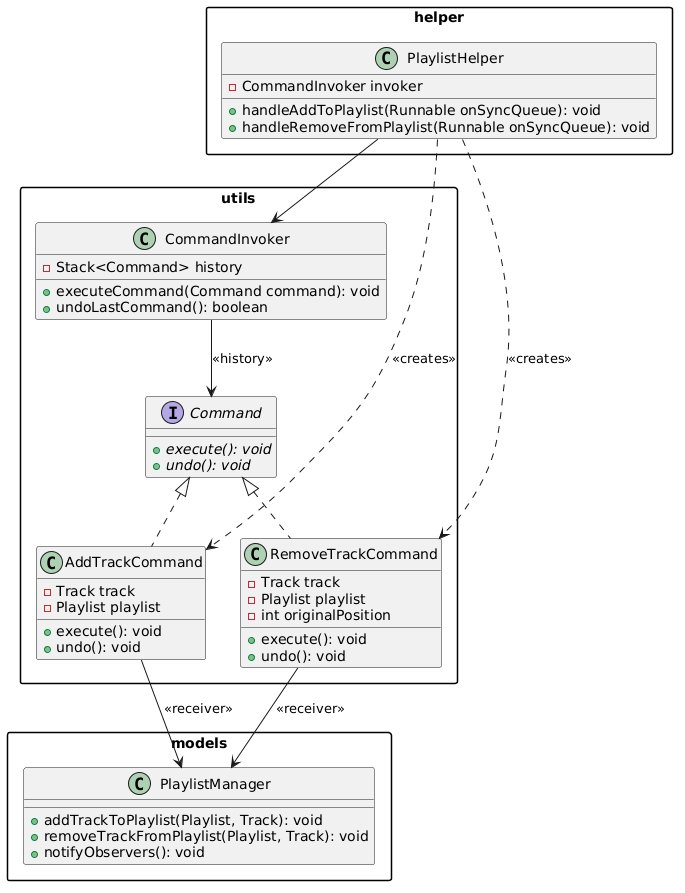 helper
C PlaylistHelper
CommandInvoker invoker
handleAddToPlaylist(Runnable onSyncQueue): void
handleRemoveFromPlaylist(Runnable onSyncQueue): void
utils
C CommandInvoker
Stack<Command> history
executeCommand(Command command): void
undoLastCommand(): boolean
«history»
«creates»
«creates»
I Command
execute(): void
undo(): void
C AddTrackCommand
Track track
Playlist playlist
execute(): void
undo(): void
C RemoveTrackCommand
Track track
Playlist playlist
int originalPosition
execute(): void
undo(): void
«receiver»
«receiver»
models
C PlaylistManager
addTrackToPlaylist(Playlist, Track): void
removeTrackFromPlaylist(Playlist, Track): void
notifyObservers(): void